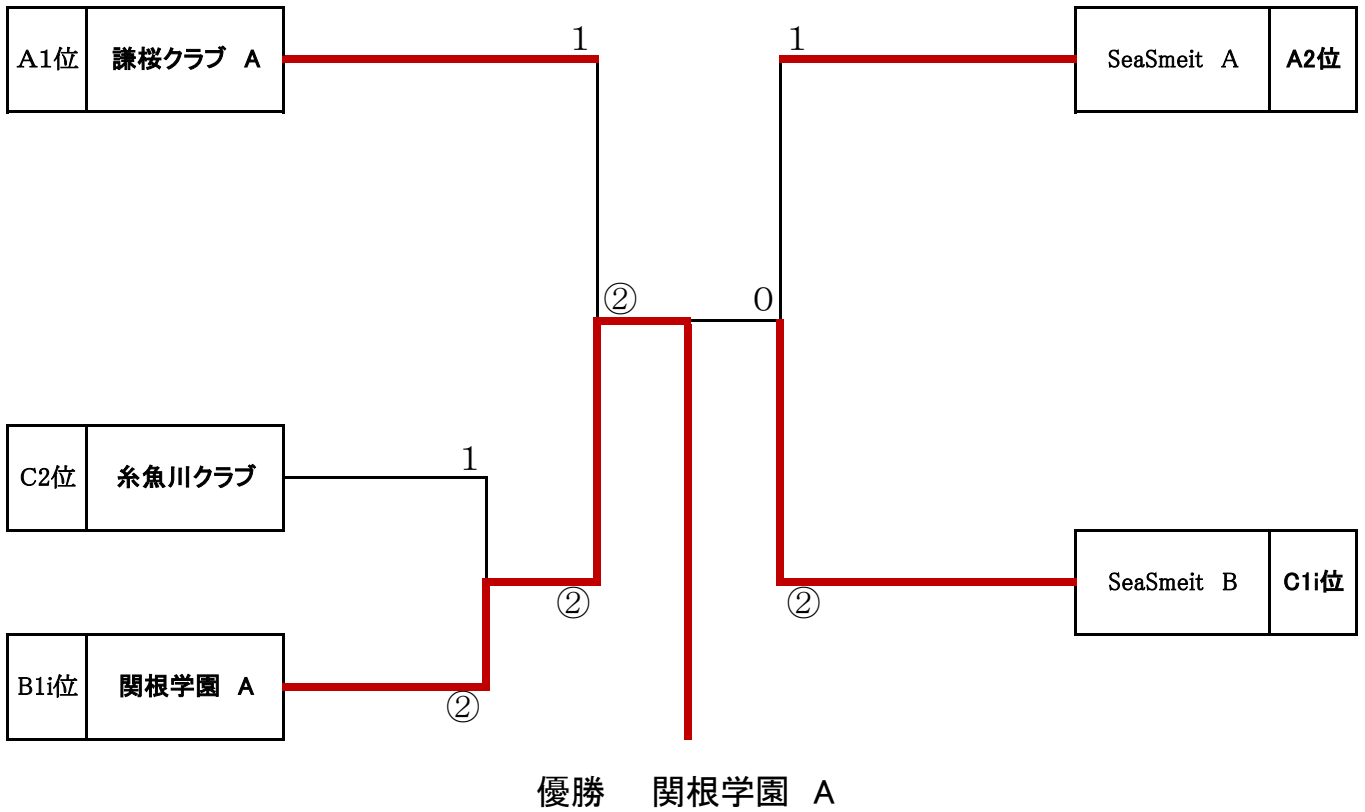 A1位 謙桜クラブ A 1 1 SeaSmeit A A2位
② 0
C2位 糸魚川クラブ 1
② ② SeaSmeit B C1i位
B1i位 関根学園 A ②
優勝 関根学園 A